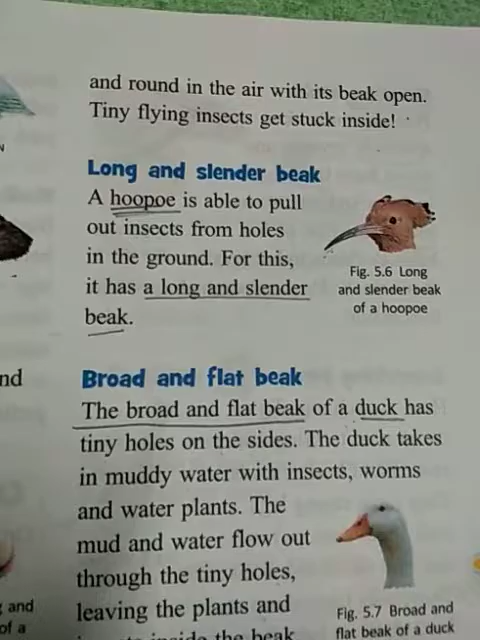 and round in the air with its beak open.
Tiny flying insects get stuck inside!
Long and slender beak
A hoopoe is able to pull
out insects from holes
in the ground. For this,
it has a long and slender
beak.
Fig. 5.6 Long
and slender beak
of a hoopoe
nd
Broad and flat beak
The broad and flat beak of a duck has
tiny holes on the sides. The duck takes
in muddy water with insects, worms
and water plants. The
mud and water flow out
through the tiny holes,
leaving the plants and
inside the beak
Fig. 5.7 Broad and
flat beak of a duck
and
of a